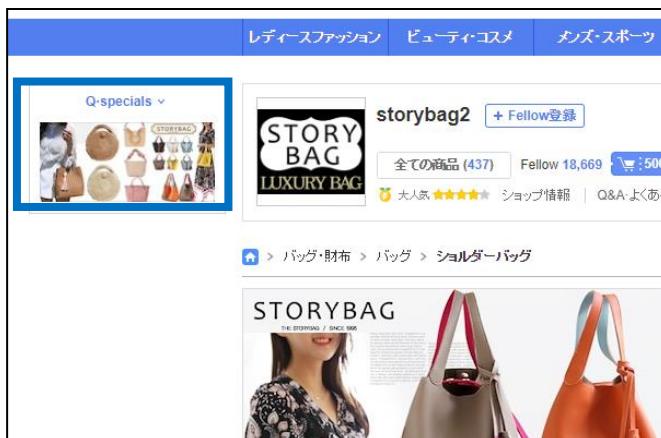 レディースファッション ビューティ・コスメ メンズ・スポーツ
Q·specials
STORYBAG
STORY
BAG
LUXURY BAG
storybag2 + Fellow登録
全ての商品 (437) Fellow 18,669 500
大人気 ショップ情報 | Q&A·よくあ
> バッグ・財布 > バッグ > ショルダーバッグ
STORYBAG
THE STORYBAG / SINCE 1995